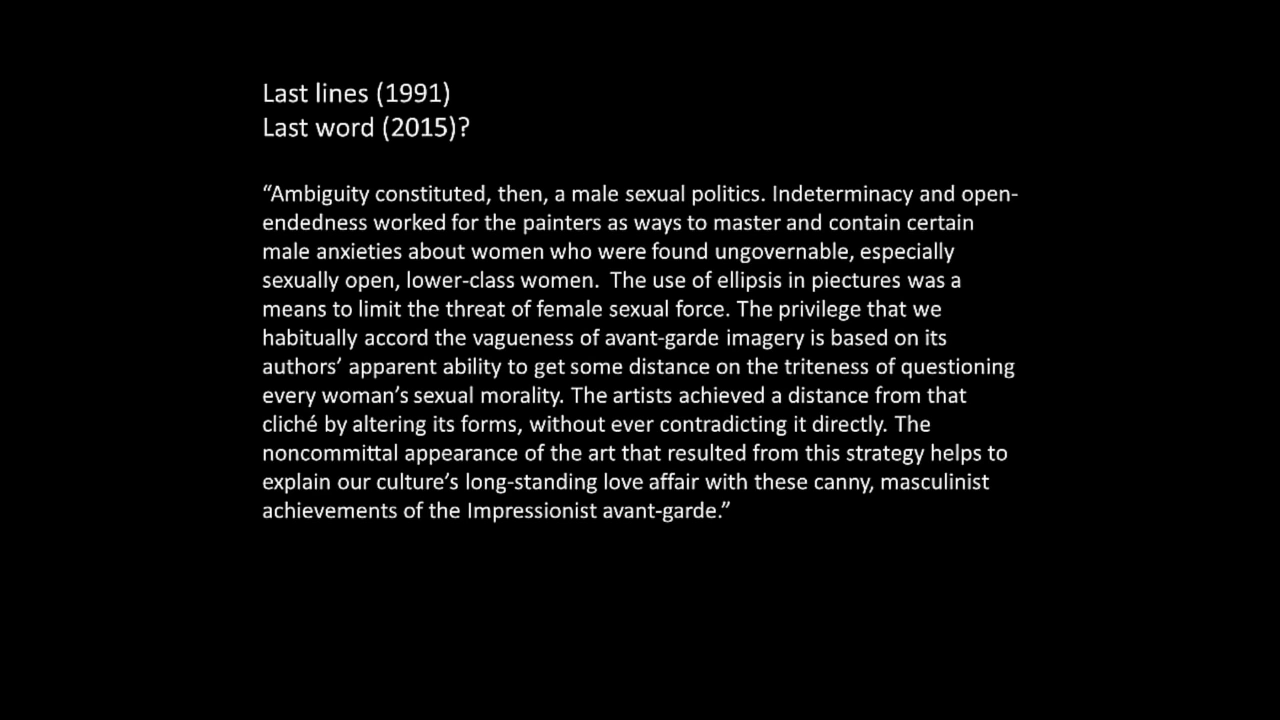 Last lines (1991)
Last word (2015)?
“Ambiguity constituted, then, a male sexual politics. Indeterminacy and open-
endedness worked for the painters as ways to master and contain certain
male anxieties about women who were found ungovernable, especially
sexually open, lower-class women.  The use of ellipsis in piectures was a
means to limit the threat of female sexual force. The privilege that we
habitually accord the vagueness of avant-garde imagery is based on its
authors’ apparent ability to get some distance on the triteness of questioning
every woman’s sexual morality. The artists achieved a distance from that
cliché by altering its forms, without ever contradicting it directly. The
noncommittal appearance of the art that resulted from this strategy helps to
explain our culture’s long-standing love affair with these canny, masculinist
achievements of the Impressionist avant-garde.”